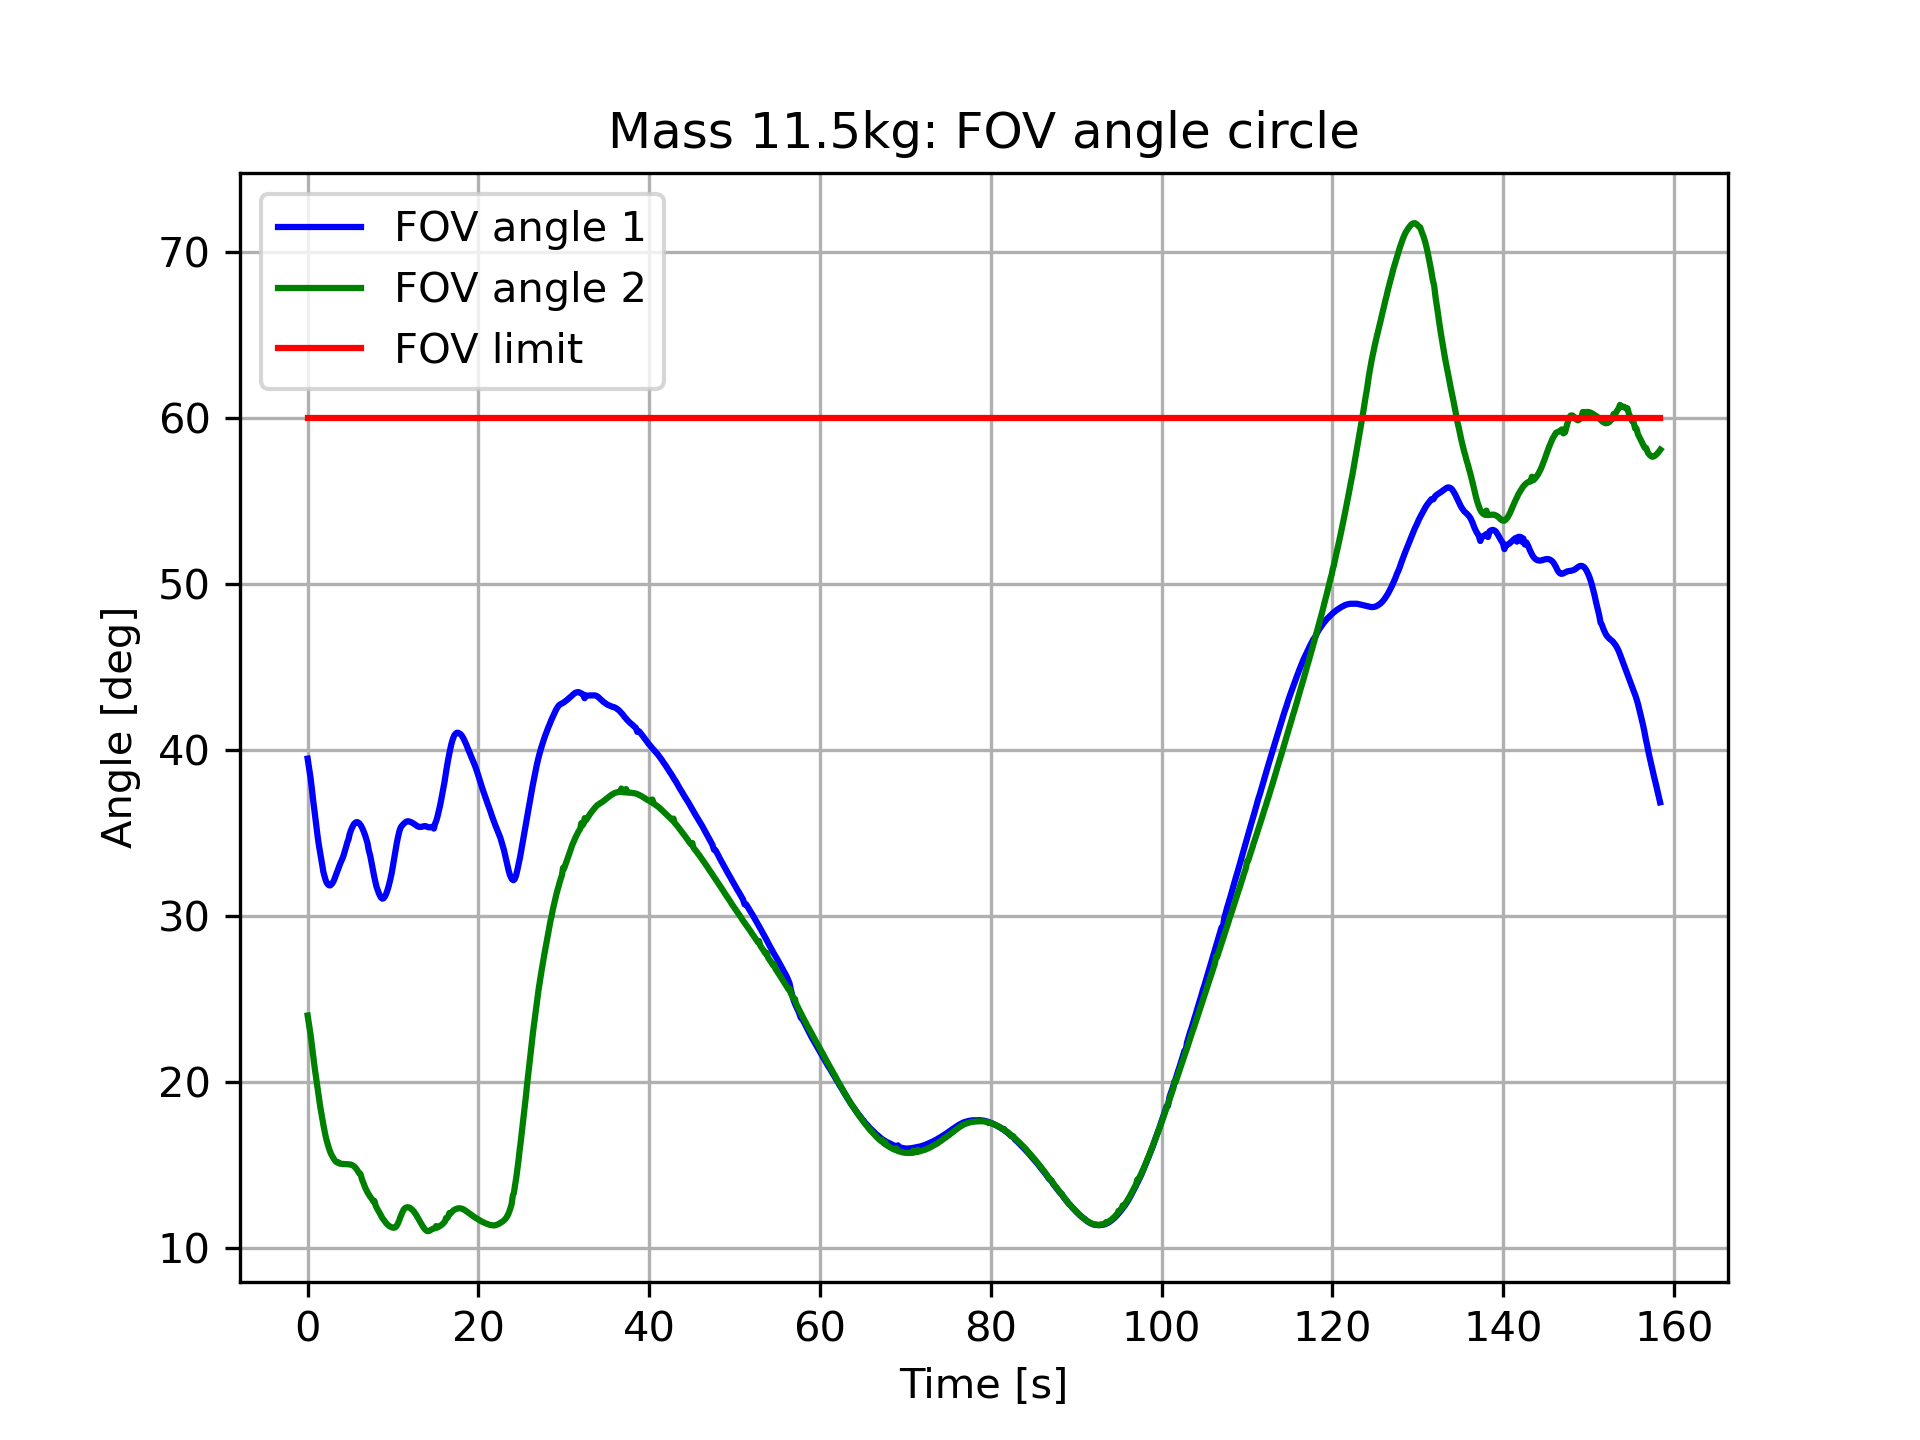 Mass 11.5kg: FOV angle circle
FOV angle 1
FOV angle 2
FOV limit
70
60
50
40
30
20
10
Angle [deg]
0 20 40 60 80 100 120 140 160
Time [s]